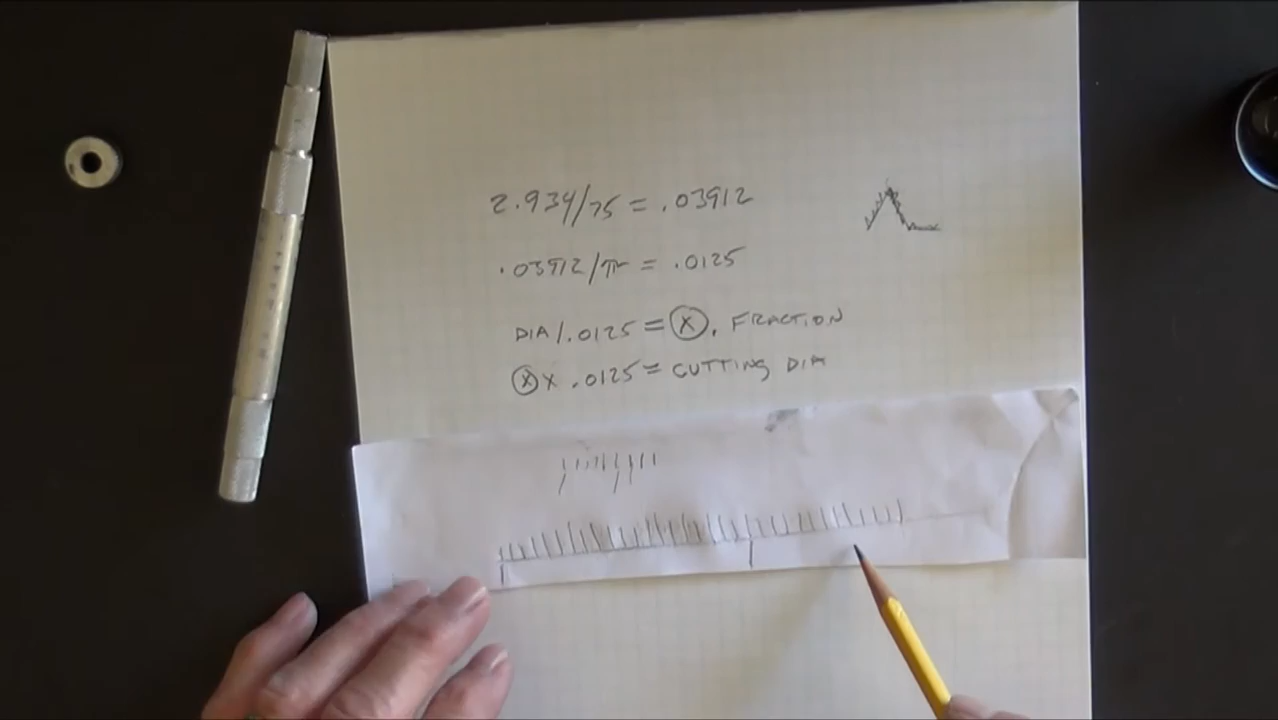 2.934/75 = .03912
.03912/π = .0125
DIA/.0125 = X. FRACTION
X x .0125 = CUTTING DIA